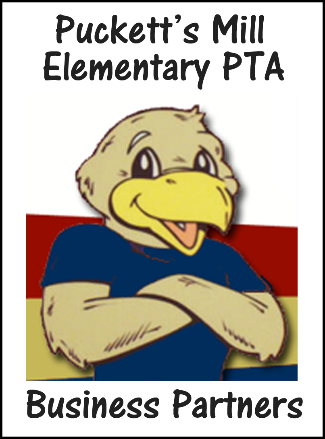 Puckett's Mill
Elementary PTA
Business Partners